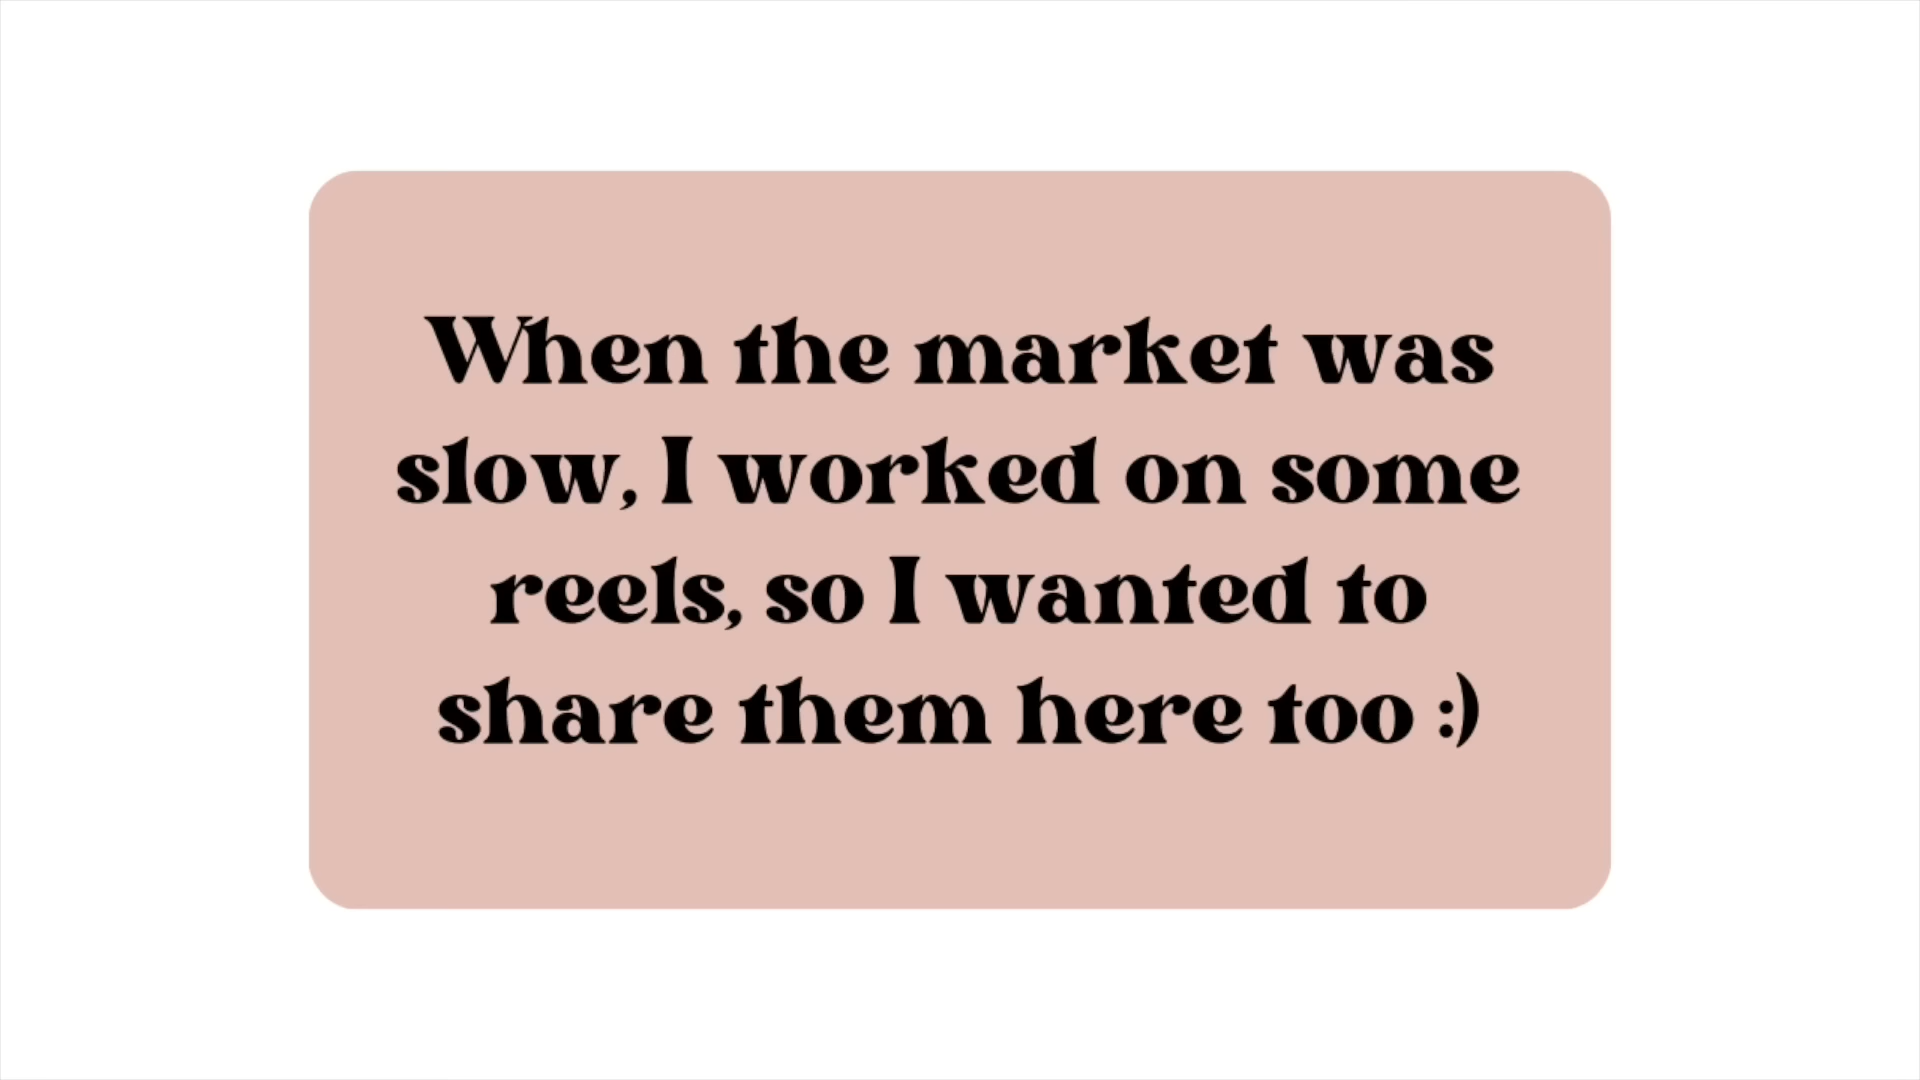 When the market was
slow, I worked on some
reels, so I wanted to
share them here too :)